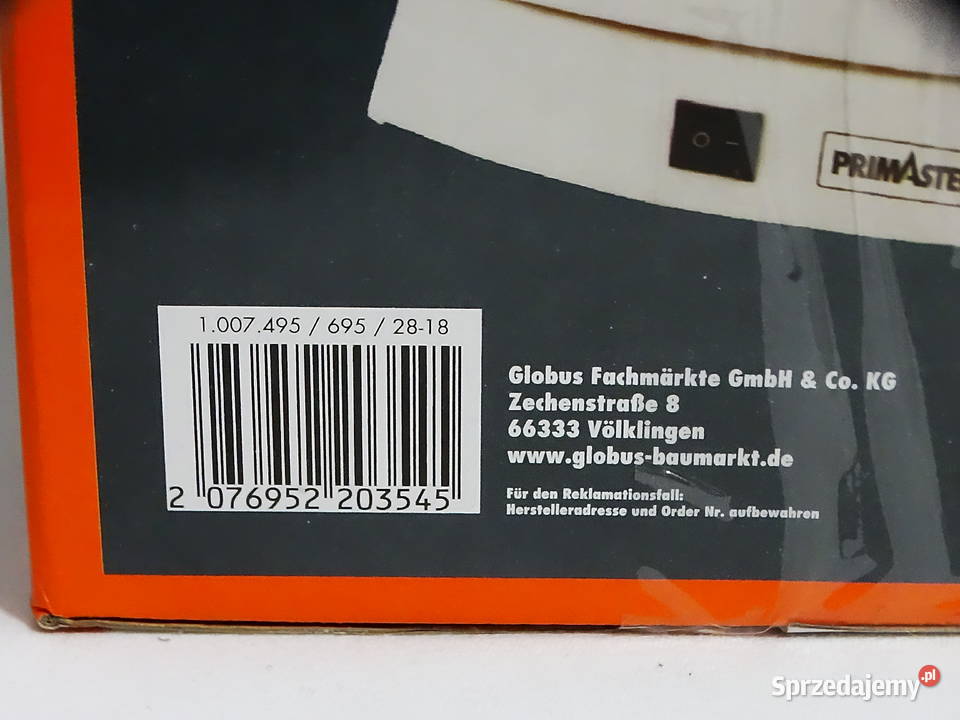 PRIMASTE
1.007.495 / 695 / 28-18
2 076952 203545
Globus Fachmärkte GmbH & Co. KG
Zechenstraße 8
66333 Völklingen
www.globus-baumarkt.de
Für den Reklamationsfall:
Herstelleradresse und Order Nr. aufbewahren
Sprzedajemy.pl